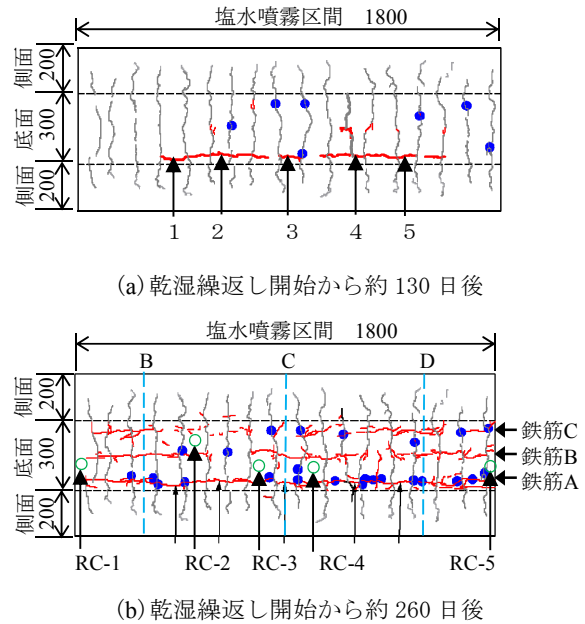 塩水噴霧区間 1800
側面 200
底面 300
側面 200
1 2 3 4 5
(a) 乾湿繰返し開始から約 130 日後
塩水噴霧区間 1800
B C D
側面 200
底面 300
側面 200
鉄筋C
鉄筋B
鉄筋A
RC-1 RC-2 RC-3 RC-4 RC-5
(b) 乾湿繰返し開始から約 260 日後